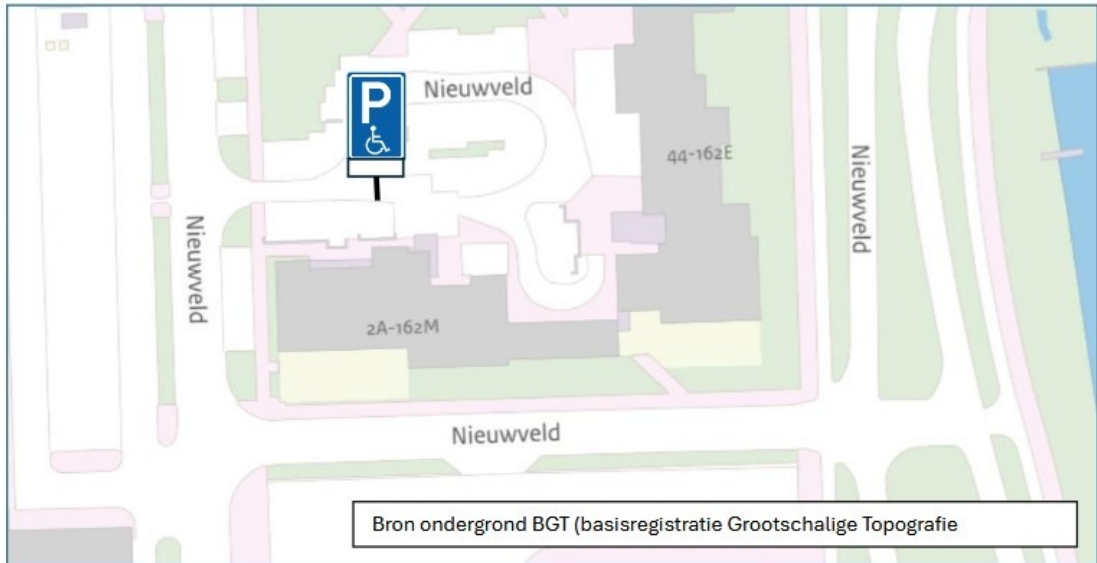 P
Nieuwveld
44-162E
Nieuwveld
Nieuwveld
2A-162M
Nieuwveld
Bron ondergrond BGT (basisregistratie Grootschalige Topografie